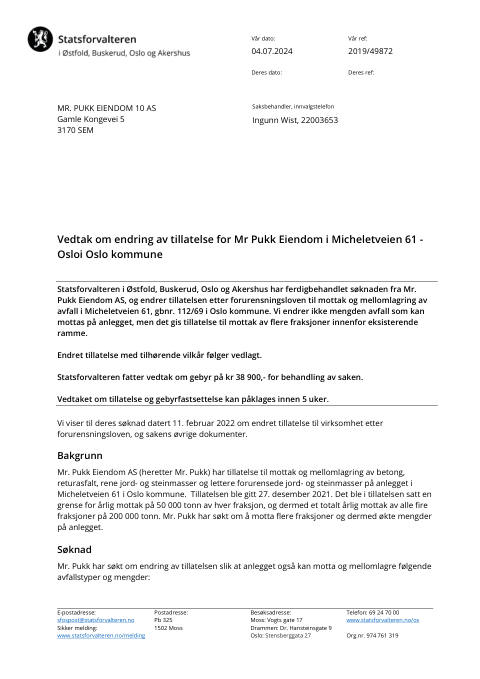 Statsforvalteren
i Østfold, Buskerud, Oslo og Akershus
Vår dato:
Vår ref:
04.07.2024
2019/49872
Deres dato:
Deres ref:
MR. PUKK EIENDOM 10 AS
Gamle Kongevei 5
3170 SEM
Saksbehandler, innvalgstelefon
Ingunn Wist, 22003653
Vedtak om endring av tillatelse for Mr Pukk Eiendom i Micheletveien 61 -
Osloi Oslo kommune
Statsforvalteren i Østfold, Buskerud, Oslo og Akershus har ferdigbehandlet søknaden fra Mr.
Pukk Eiendom AS, og endrer tillatelsen etter forurensningsloven til mottak og mellomlagring av
avfall i Micheletveien 61, gbnr. 112/69 i Oslo kommune. Vi endrer ikke mengden avfall som kan
mottas på anlegget, men det gis tillatelse til mottak av flere fraksjoner innenfor eksisterende
ramme.
Endret tillatelse med tilhørende vilkår følger vedlagt.
Statsforvalteren fatter vedtak om gebyr på kr 38 900,- for behandling av saken.
Vedtaket om tillatelse og gebyrfastsettelse kan påklages innen 5 uker.
Vi viser til deres søknad datert 11. februar 2022 om endret tillatelse til virksomhet etter
forurensningsloven, og sakens øvrige dokumenter.
Bakgrunn
Mr. Pukk Eiendom AS (heretter Mr. Pukk) har tillatelse til mottak og mellomlagring av betong,
returasfalt, rene jord- og steinmasser og lettere forurensede jord- og steinmasser på anlegget i
Micheletveien 61 i Oslo kommune. Tillatelsen ble gitt 27. desember 2021. Det ble i tillatelsen satt en
grense for årlig mottak på 50 000 tonn av hver fraksjon, og dermed et totalt årlig mottak av alle fire
fraksjoner på 200 000 tonn. Mr. Pukk har søkt om å motta flere fraksjoner og dermed økte mengder
på anlegget.
Søknad
Mr. Pukk har søkt om endring av tillatelsen slik at anlegget også kan motta og mellomlagre følgende
avfallstyper og mengder:
E-postadresse:
sfospost@statsforvalteren.no
Sikker melding:
www.statsforvalteren.no/melding
Postadresse:
Pb 325
1502 Moss
Besøksadresse:
Moss: Vogts gate 17
Drammen: Dr. Hansteinsgate 9
Oslo: Stensberggata 27
Telefon: 69 24 70 00
www.statsforvalteren.no/ov
Org.nr. 974 761 319